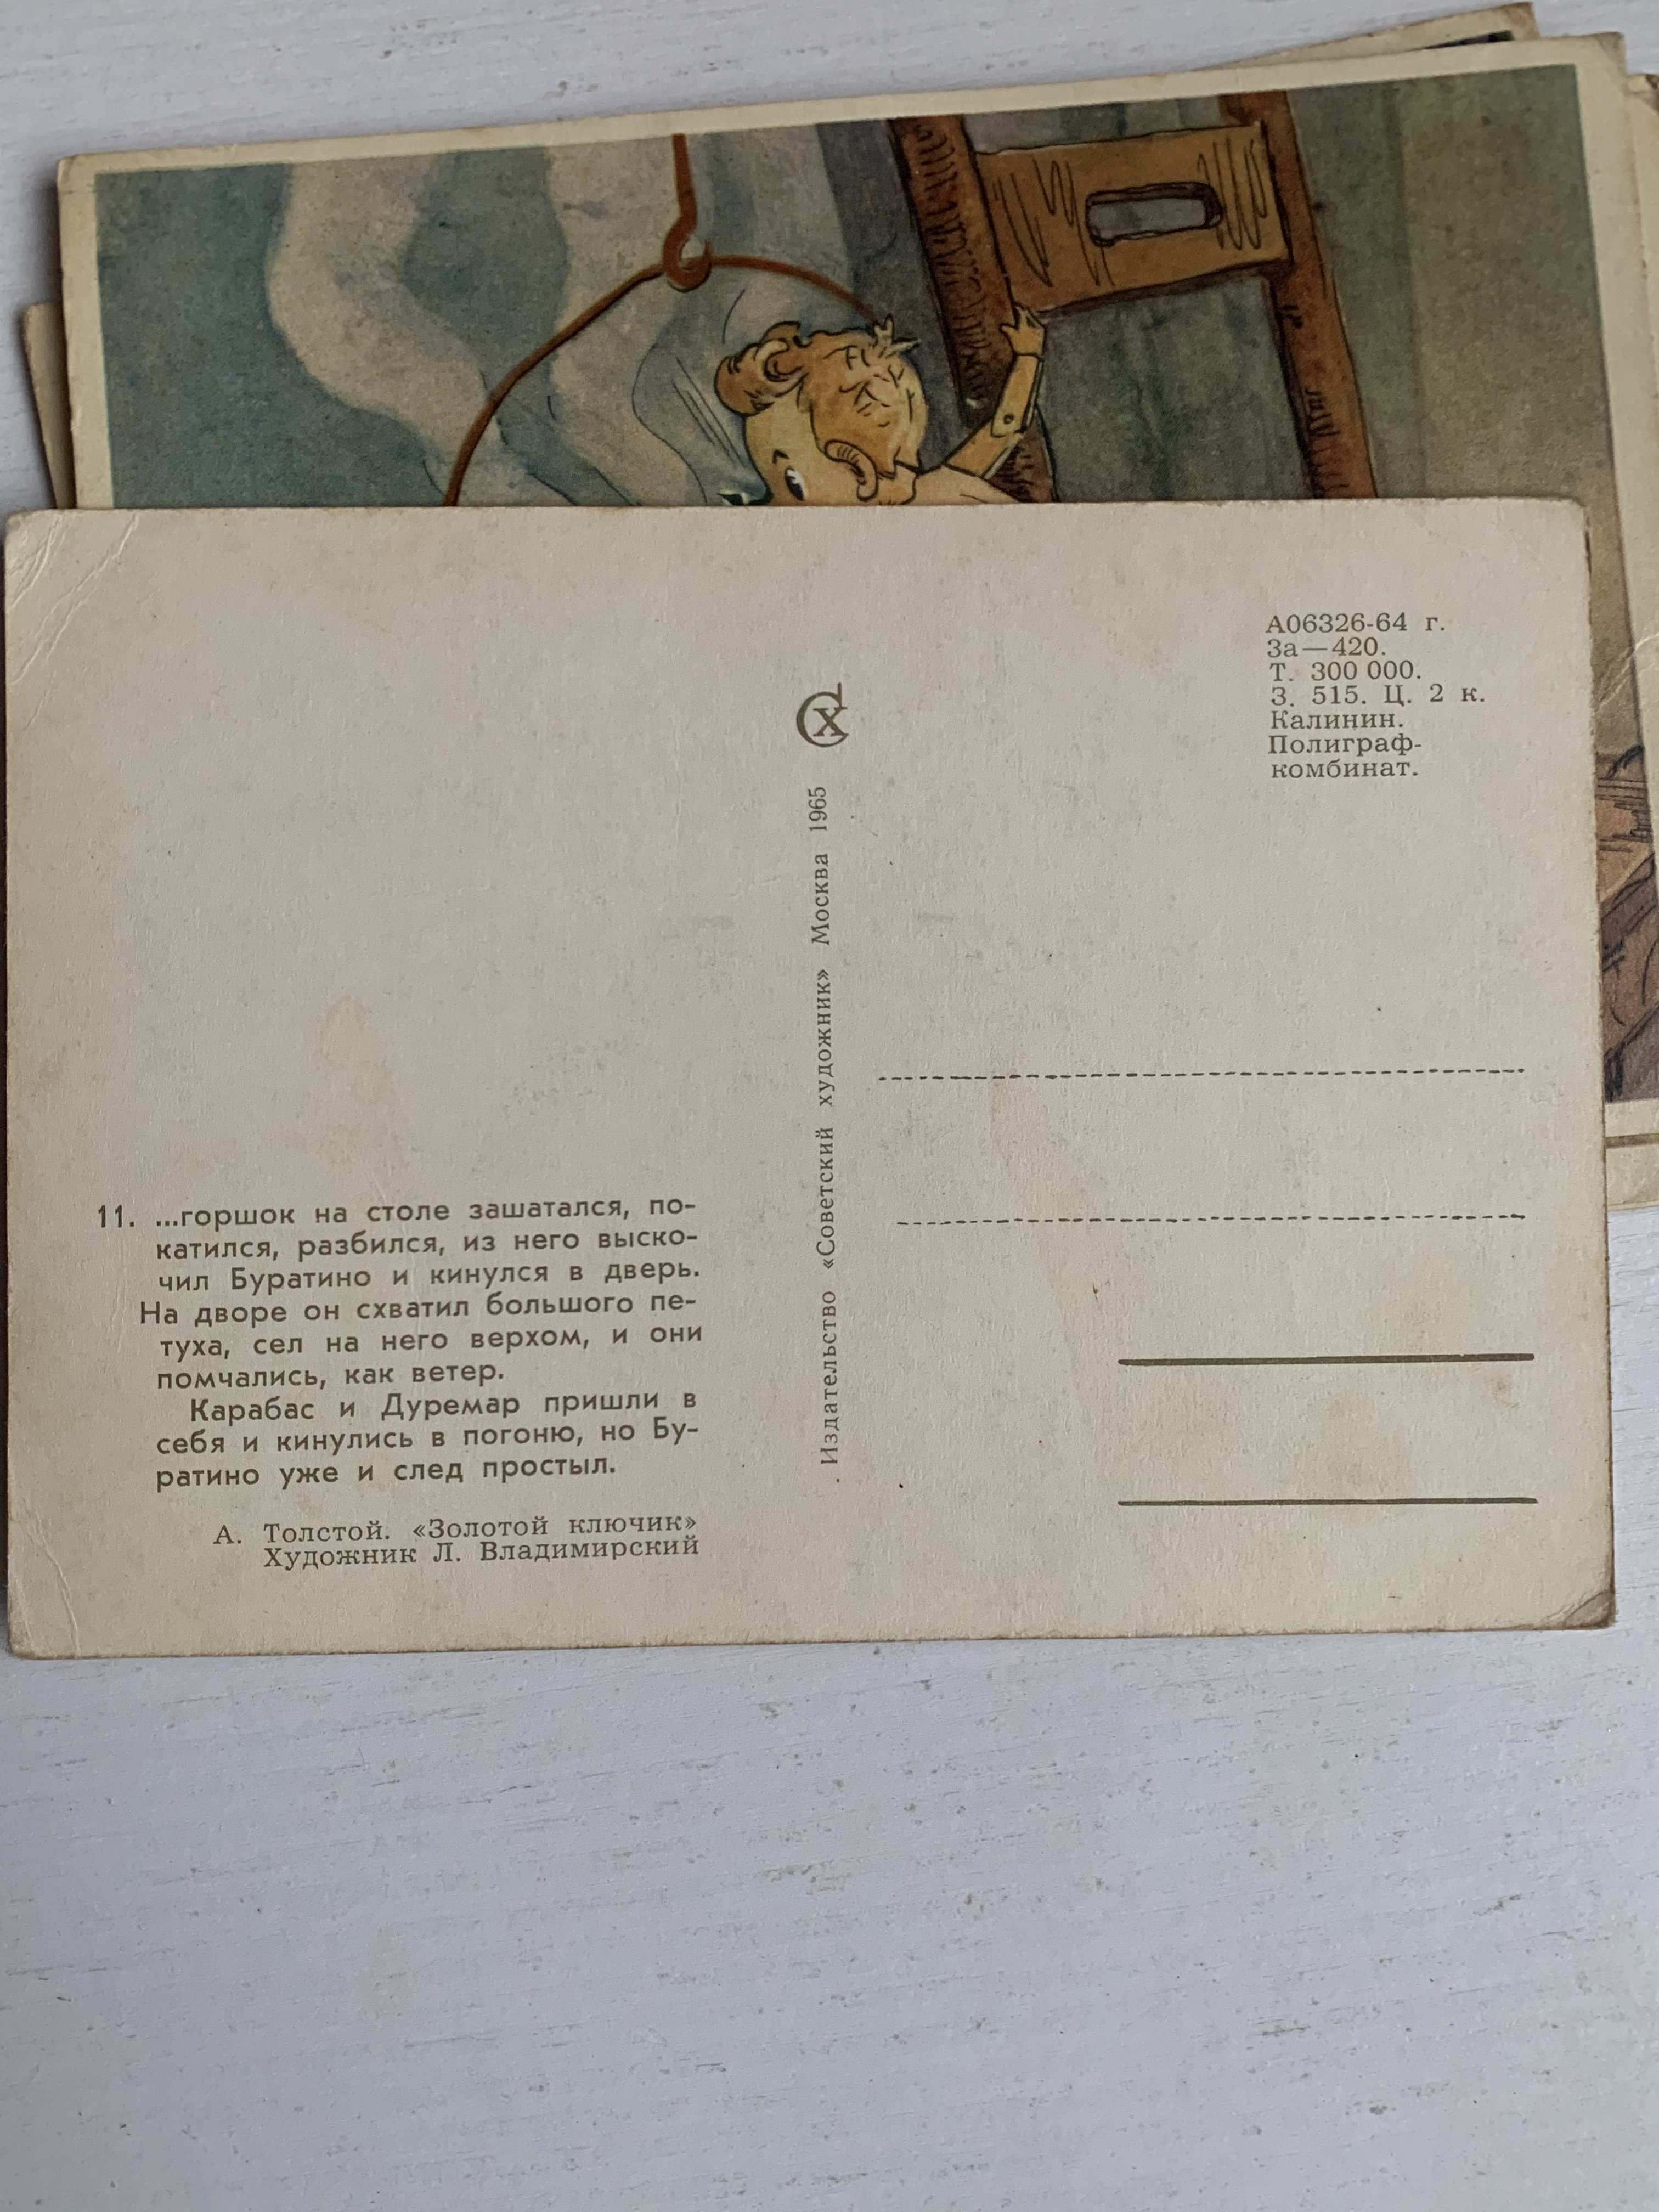 А06326-64 г.
За—420.
Т. 300 000.
З. 515. Ц. 2 к.
Калинин.
Полиграф-
комбинат.
СХ
Издательство «Советский художник» Москва 1965
11. ...горшок на столе зашатался, по-
катился, разбился, из него выско-
чил Буратино и кинулся в дверь.
На дворе он схватил большого пе-
туха, сел на него верхом, и они
помчались, как ветер.
Карабас и Дуремар пришли в
себя и кинулись в погоню, но Бу-
ратино уже и след простыл.
А. Толстой. «Золотой ключик»
Художник Л. Владимирский